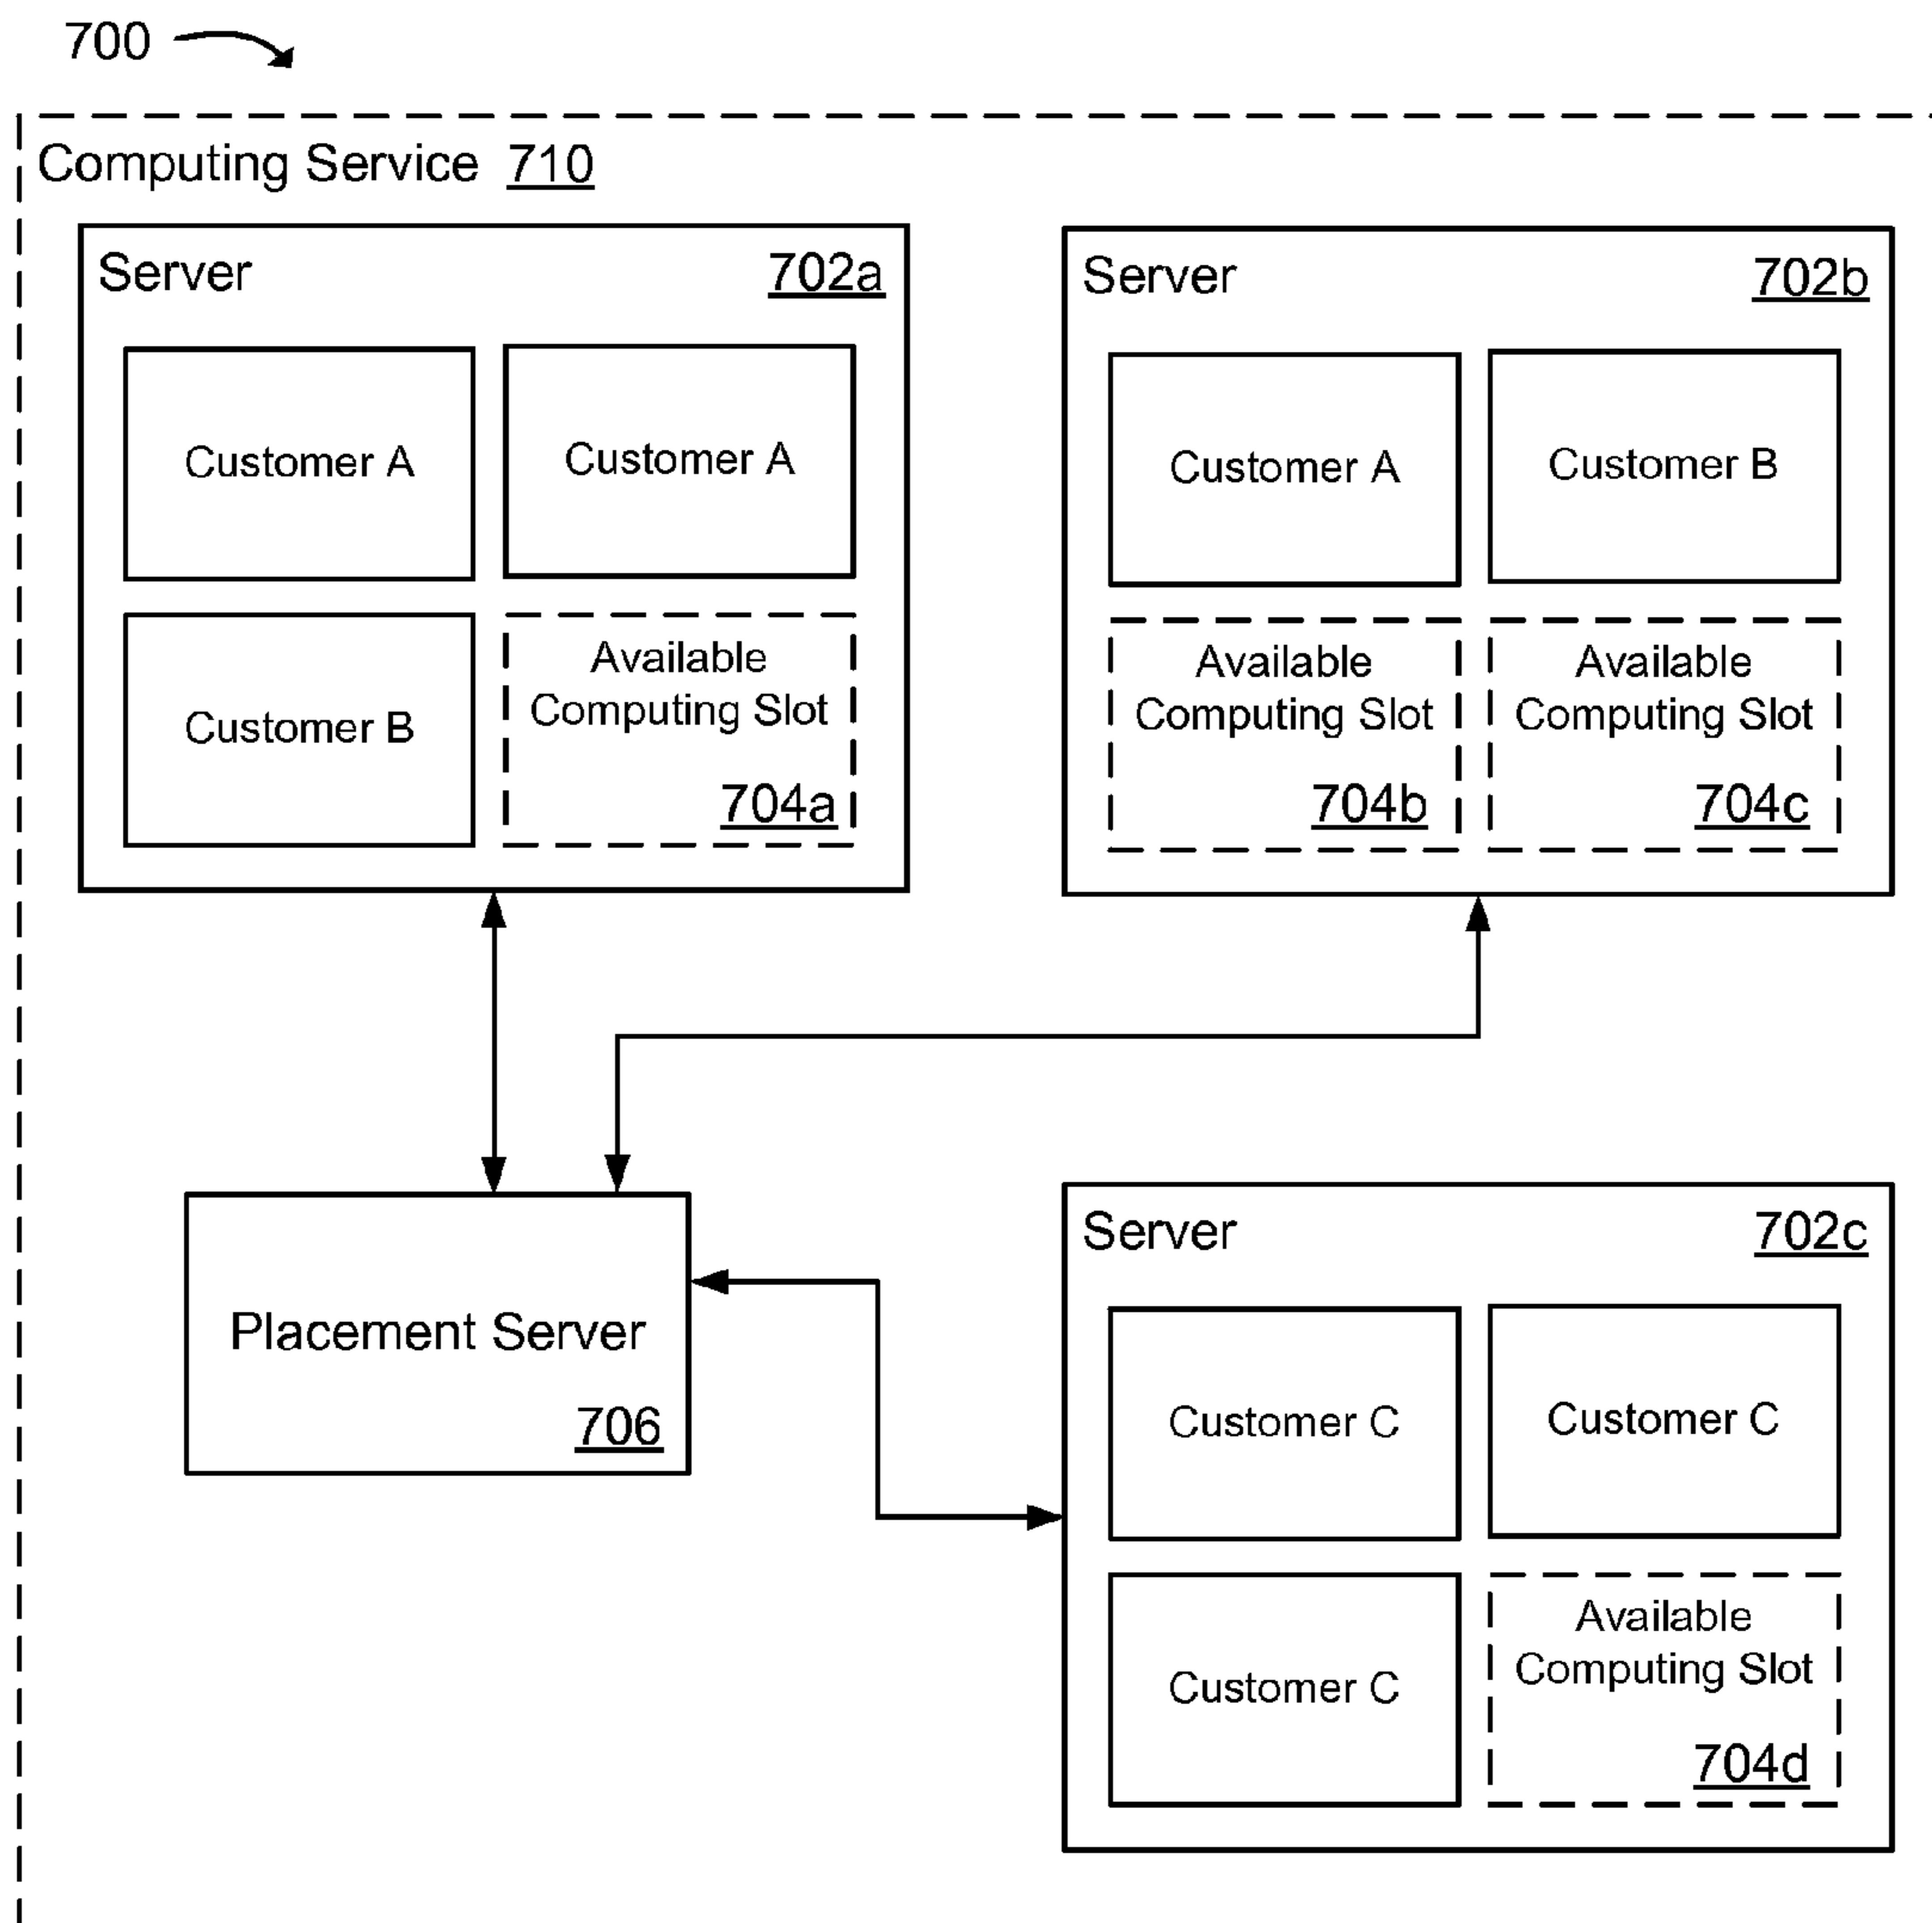 700
Computing Service 710
Server 702a
Customer A
Customer A
Customer B
Available
Computing Slot
704a
Server 702b
Customer A
Customer B
Available
Computing Slot
704b
Available
Computing Slot
704c
Placement Server
706
Server 702c
Customer C
Customer C
Customer C
Available
Computing Slot
704d